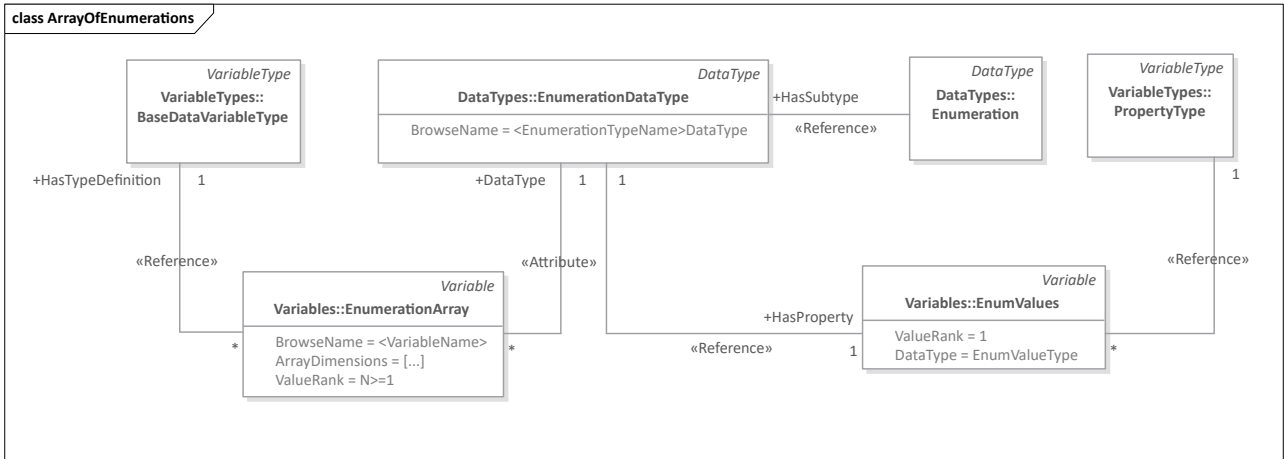 class ArrayOfEnumerations
VariableType
VariableTypes::
BaseDataVariableType
DataType
DataTypes::EnumerationDataType
BrowseName = <EnumerationTypeName>DataType
+HasSubtype
«Reference»
DataType
DataTypes::
Enumeration
VariableType
VariableTypes::
PropertyType
+HasTypeDefinition
1
+DataType
1
1
1
«Reference»
«Attribute»
«Reference»
Variable
Variables::EnumerationArray
BrowseName = <VariableName>
ArrayDimensions = [...]
ValueRank = N>=1
*
*
+HasProperty
«Reference»
1
Variable
Variables::EnumValues
ValueRank = 1
DataType = EnumValueType
*